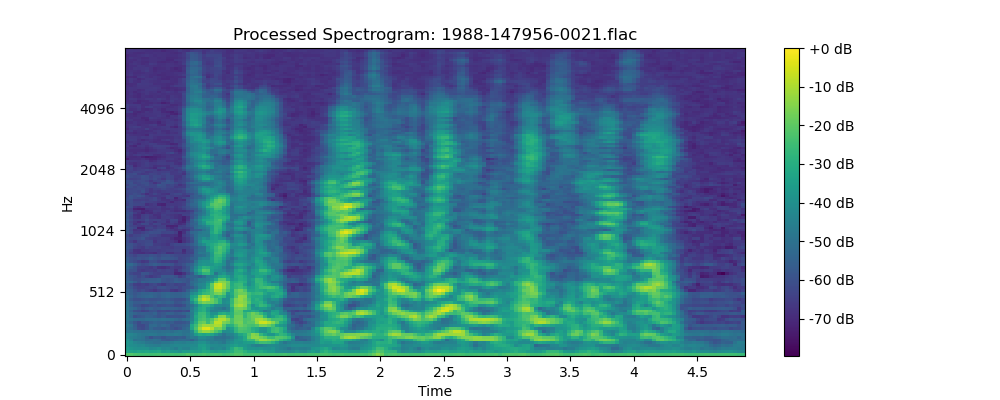 Processed Spectrogram: 1988-147956-0021.flac
Hz
4096
2048
1024
512
0
0 0.5 1 1.5 2 2.5 3 3.5 4 4.5
Time
+0 dB
-10 dB
-20 dB
-30 dB
-40 dB
-50 dB
-60 dB
-70 dB